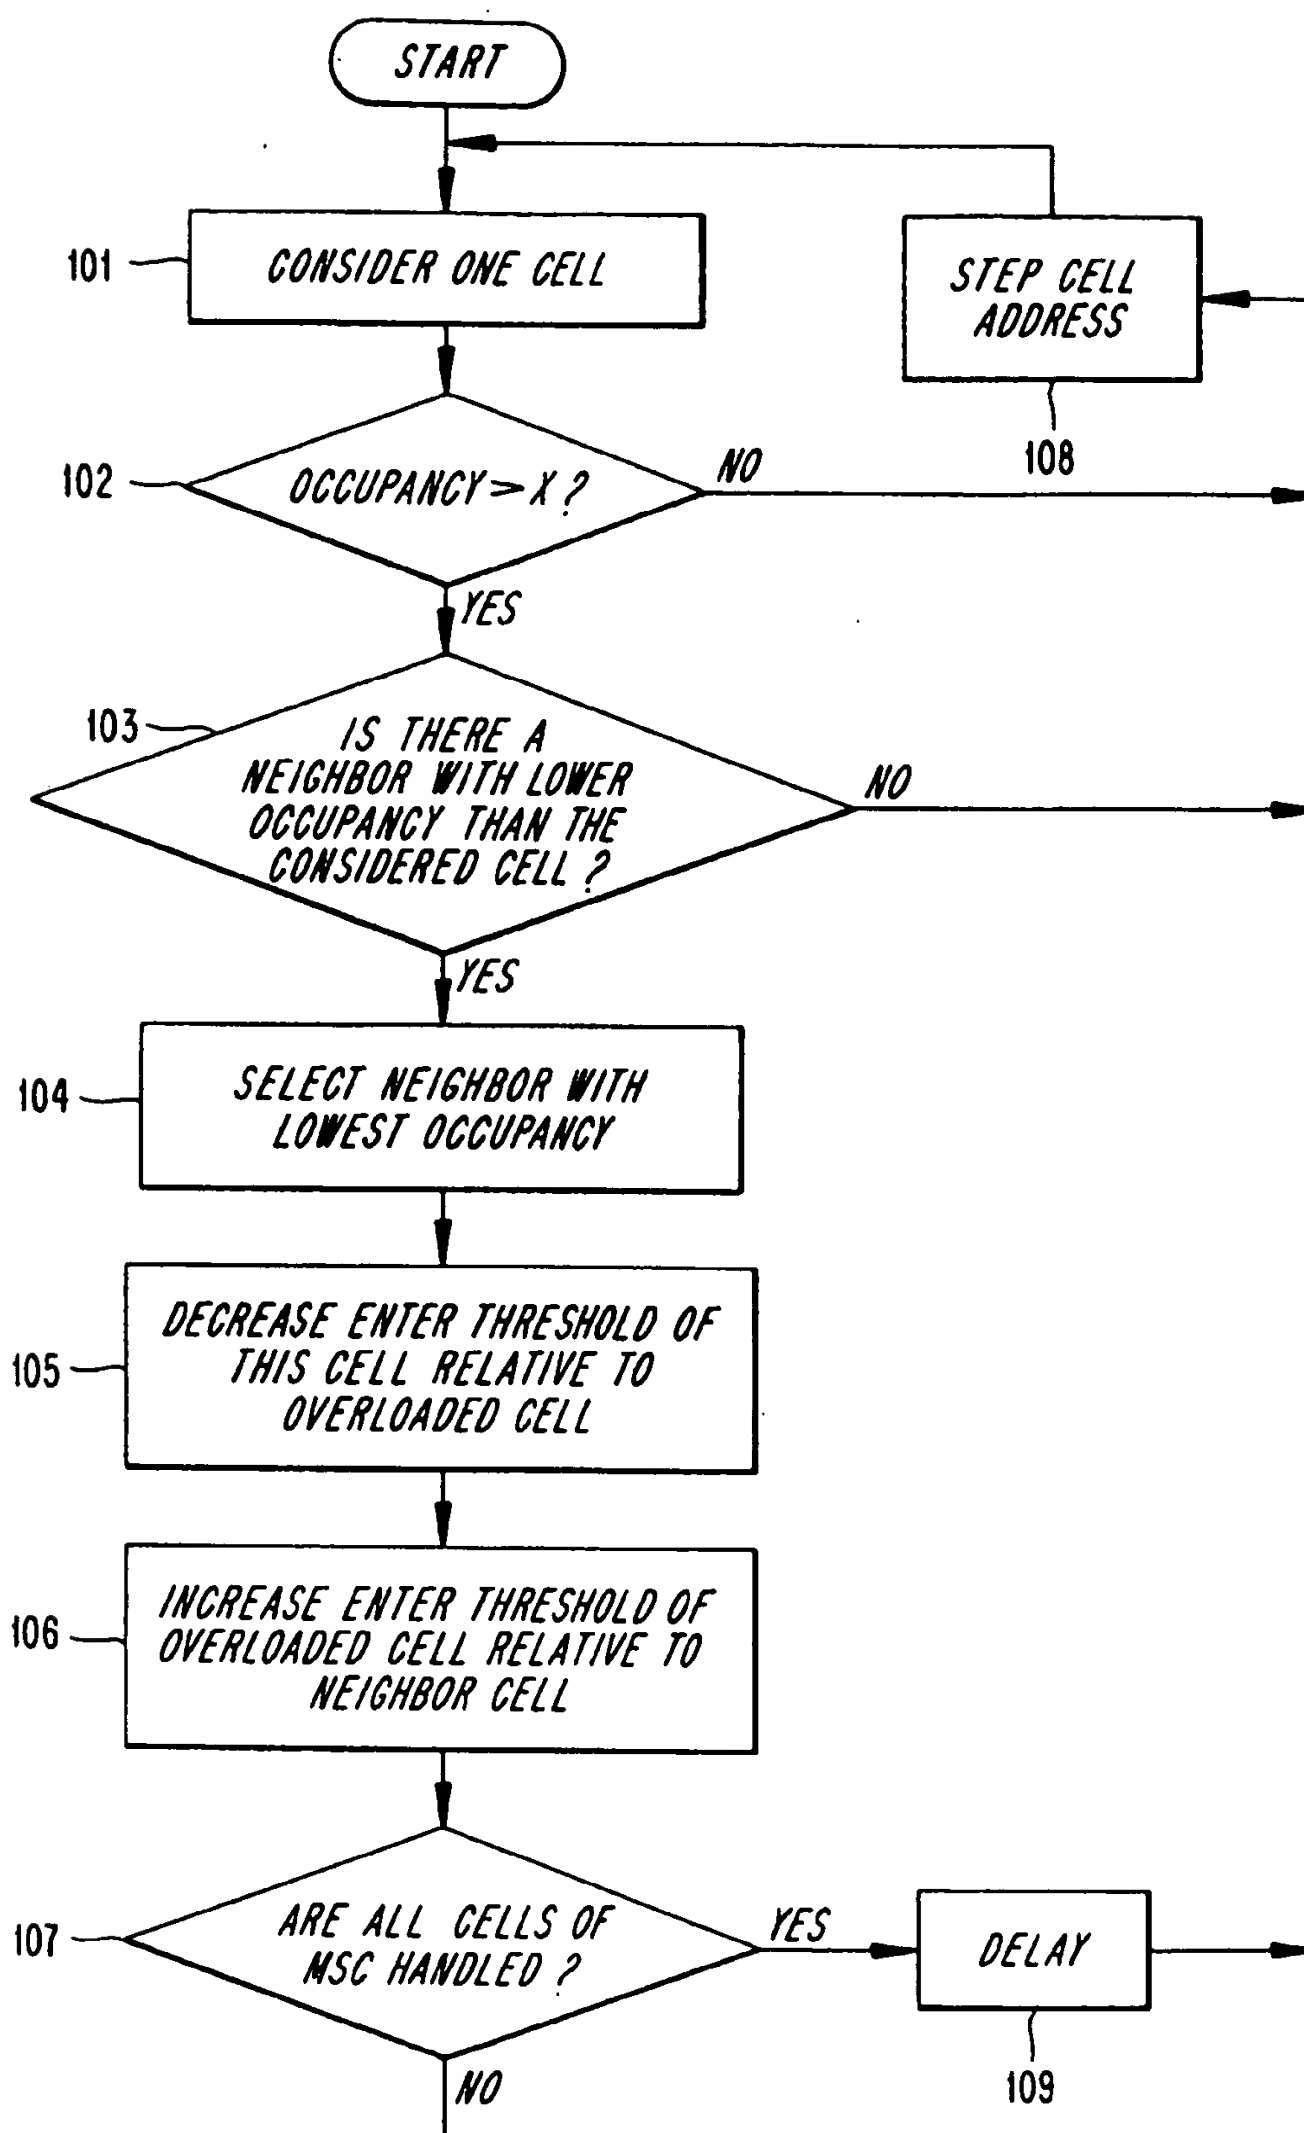 START
101
CONSIDER ONE CELL
STEP CELL
ADDRESS
108
102
OCCUPANCY > X ?
NO
YES
103
IS THERE A
NEIGHBOR WITH LOWER
OCCUPANCY THAN THE
CONSIDERED CELL ?
NO
YES
104
SELECT NEIGHBOR WITH
LOWEST OCCUPANCY
105
DECREASE ENTER THRESHOLD OF
THIS CELL RELATIVE TO
OVERLOADED CELL
106
INCREASE ENTER THRESHOLD OF
OVERLOADED CELL RELATIVE TO
NEIGHBOR CELL
107
ARE ALL CELLS OF
MSC HANDLED ?
YES
DELAY
109
NO